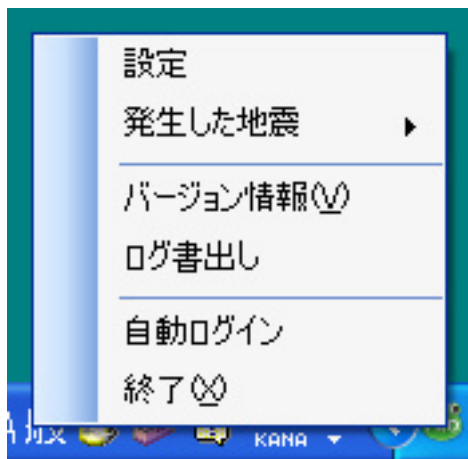 設定
発生した地震
バージョン情報(V)
ログ書出し
自動ログイン
終了(X)
般
KANA